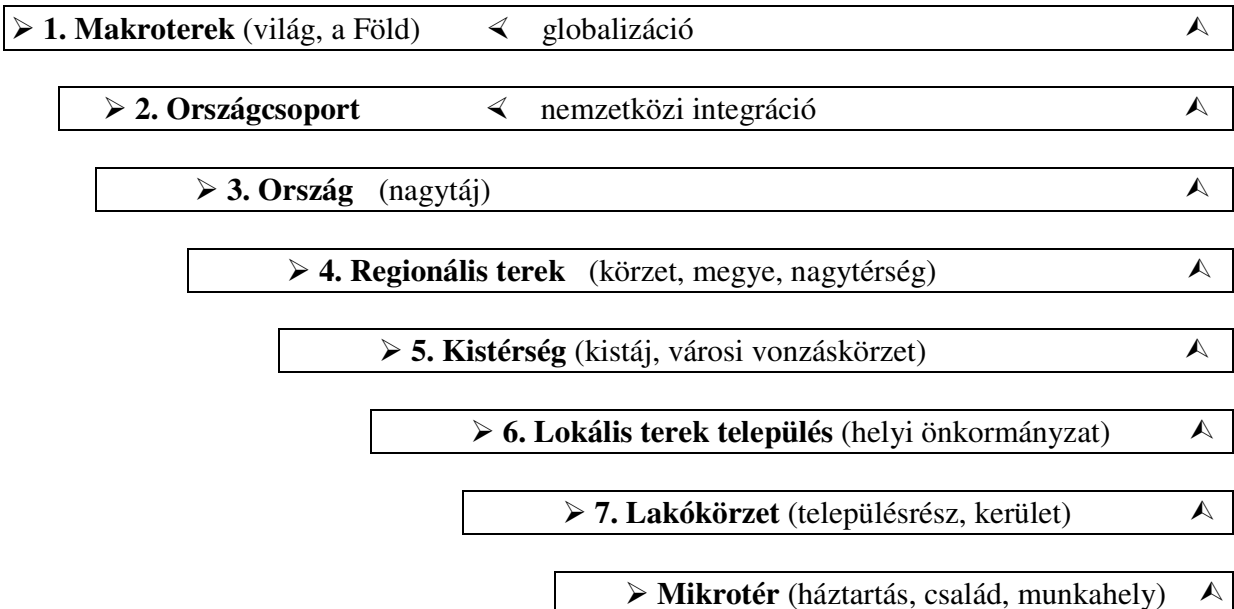 ➢ 1. Makroterek (világ, a Föld) ⮘ globalizáció ⮙
➢ 2. Országcsoport ⮘ nemzetközi integráció ⮙
➢ 3. Ország (nagytáj) ⮙
➢ 4. Regionális terek (körzet, megye, nagytérség) ⮙
➢ 5. Kistérség (kistáj, városi vonzáskörzet) ⮙
➢ 6. Lokális terek település (helyi önkormányzat) ⮙
➢ 7. Lakókörzet (településrész, kerület) ⮙
➢ Mikrotér (háztartás, család, munkahely) ⮙